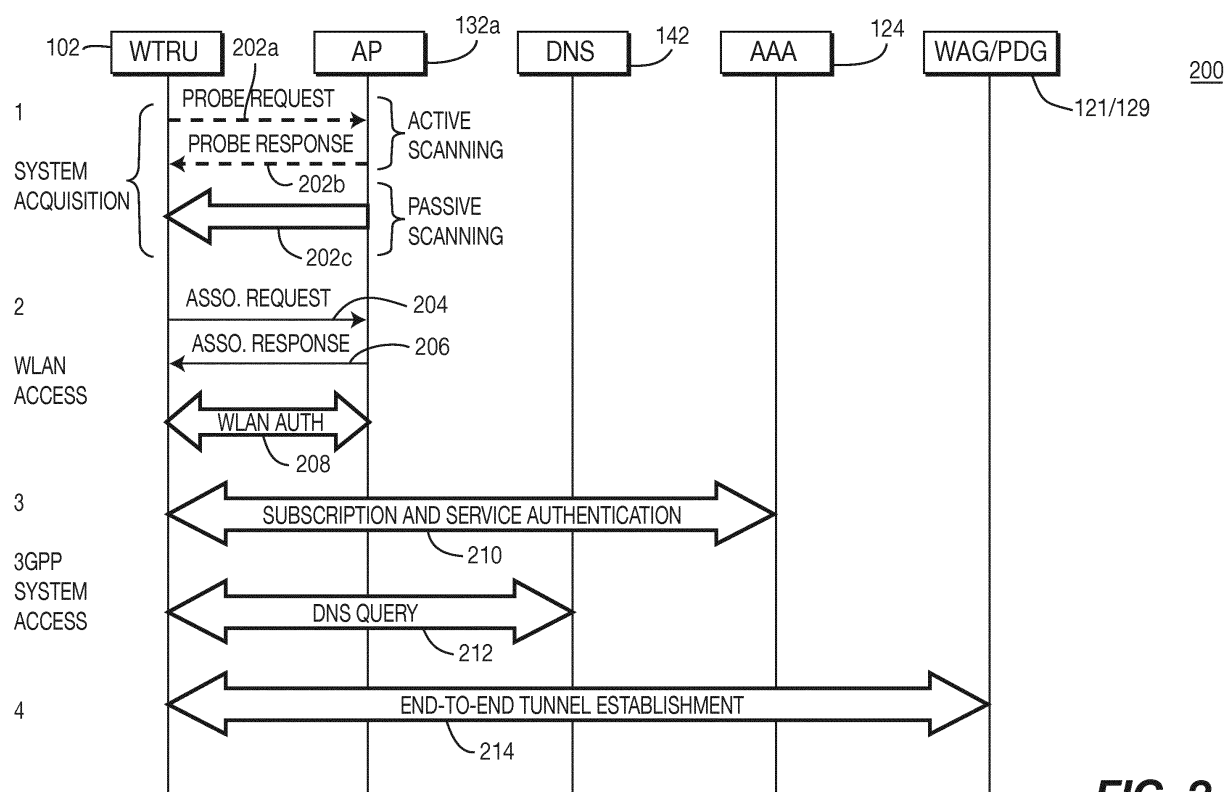 102
WTRU
202a
AP
132a
DNS
142
AAA
124
WAG/PDG
121/129
200
1
SYSTEM
ACQUISITION
PROBE REQUEST
PROBE RESPONSE
202b
ACTIVE
SCANNING
PASSIVE
SCANNING
202c
2
WLAN
ACCESS
ASSO. REQUEST
204
ASSO. RESPONSE
206
WLAN AUTH
208
3
3GPP
SYSTEM
ACCESS
SUBSCRIPTION AND SERVICE AUTHENTICATION
210
DNS QUERY
212
4
END-TO-END TUNNEL ESTABLISHMENT
214
FIG. 2